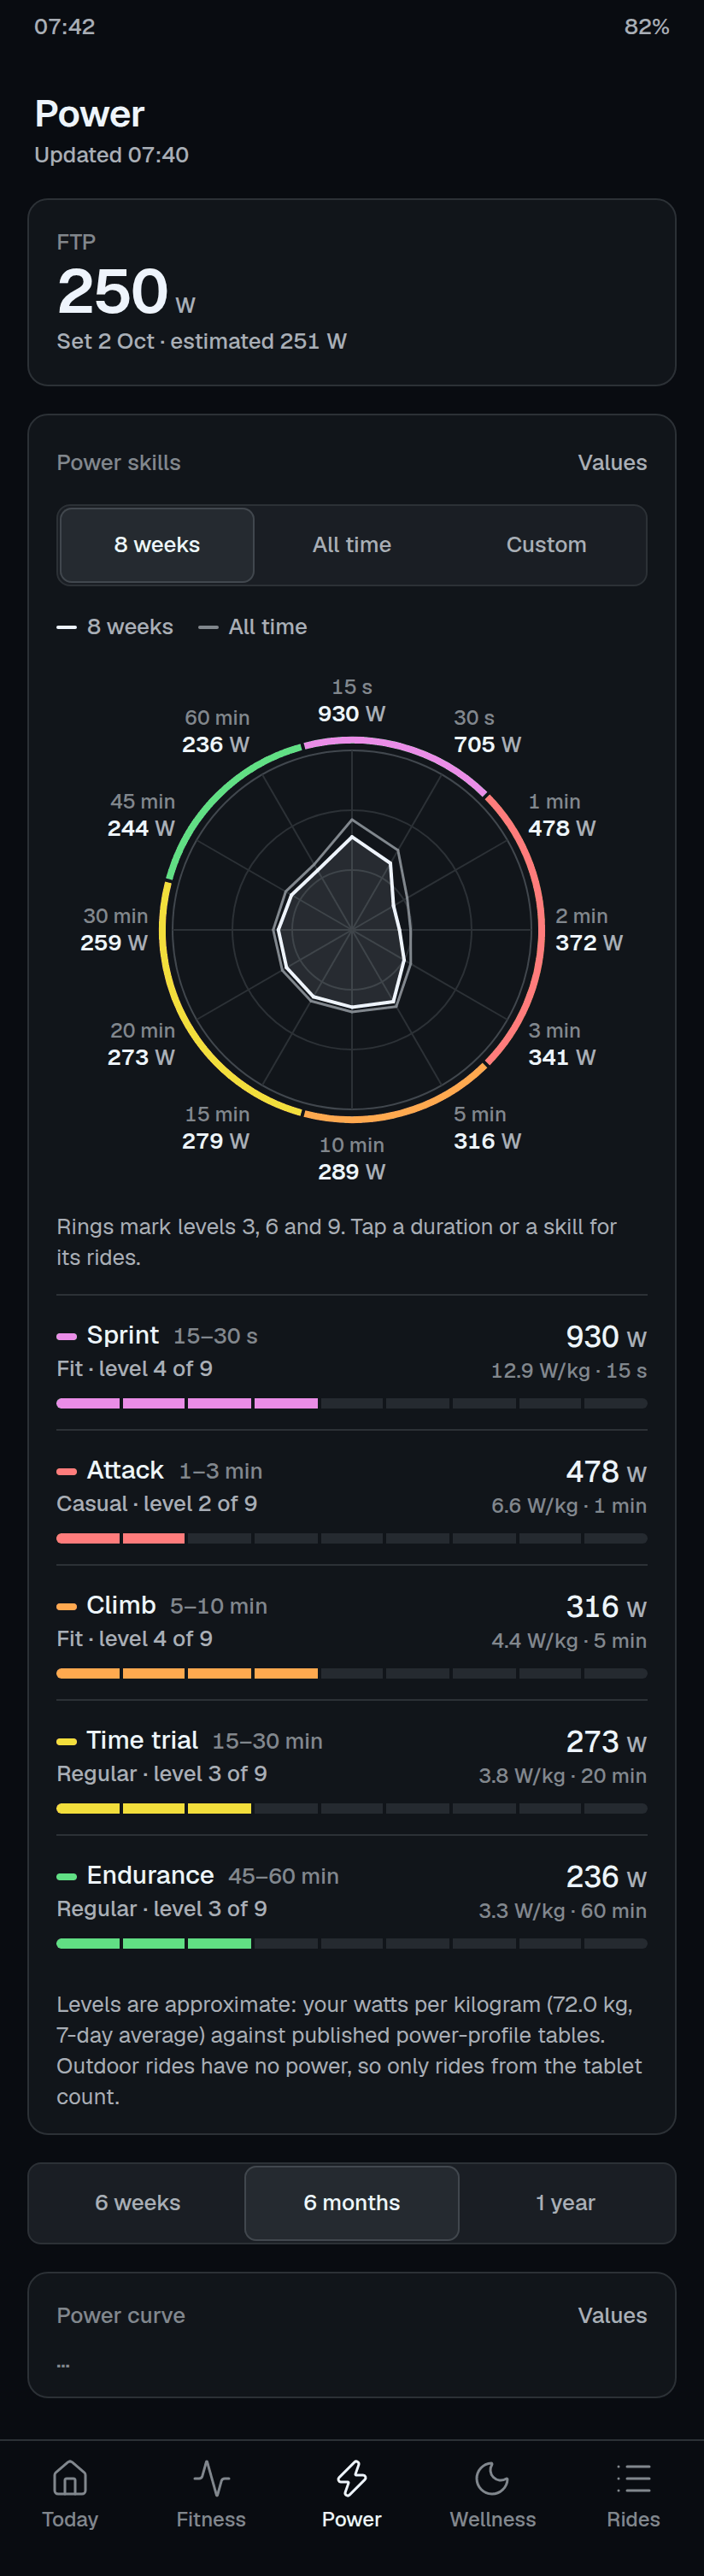 07:42
82%
Power
Updated 07:40
FTP
250 W
Set 2 Oct · estimated 251 W
Power skills
Values
8 weeks
All time
Custom
8 weeks
All time
15 s
930 W
30 s
705 W
1 min
478 W
2 min
372 W
3 min
341 W
5 min
316 W
10 min
289 W
15 min
279 W
20 min
273 W
30 min
259 W
45 min
244 W
60 min
236 W
Rings mark levels 3, 6 and 9. Tap a duration or a skill for
its rides.
Sprint 15–30 s
930 W
Fit · level 4 of 9
12.9 W/kg · 15 s
Attack 1–3 min
478 W
Casual · level 2 of 9
6.6 W/kg · 1 min
Climb 5–10 min
316 W
Fit · level 4 of 9
4.4 W/kg · 5 min
Time trial 15–30 min
273 W
Regular · level 3 of 9
3.8 W/kg · 20 min
Endurance 45–60 min
236 W
Regular · level 3 of 9
3.3 W/kg · 60 min
Levels are approximate: your watts per kilogram (72.0 kg,
7-day average) against published power-profile tables.
Outdoor rides have no power, so only rides from the tablet
count.
6 weeks
6 months
1 year
Power curve
Values
…
Today
Fitness
Power
Wellness
Rides